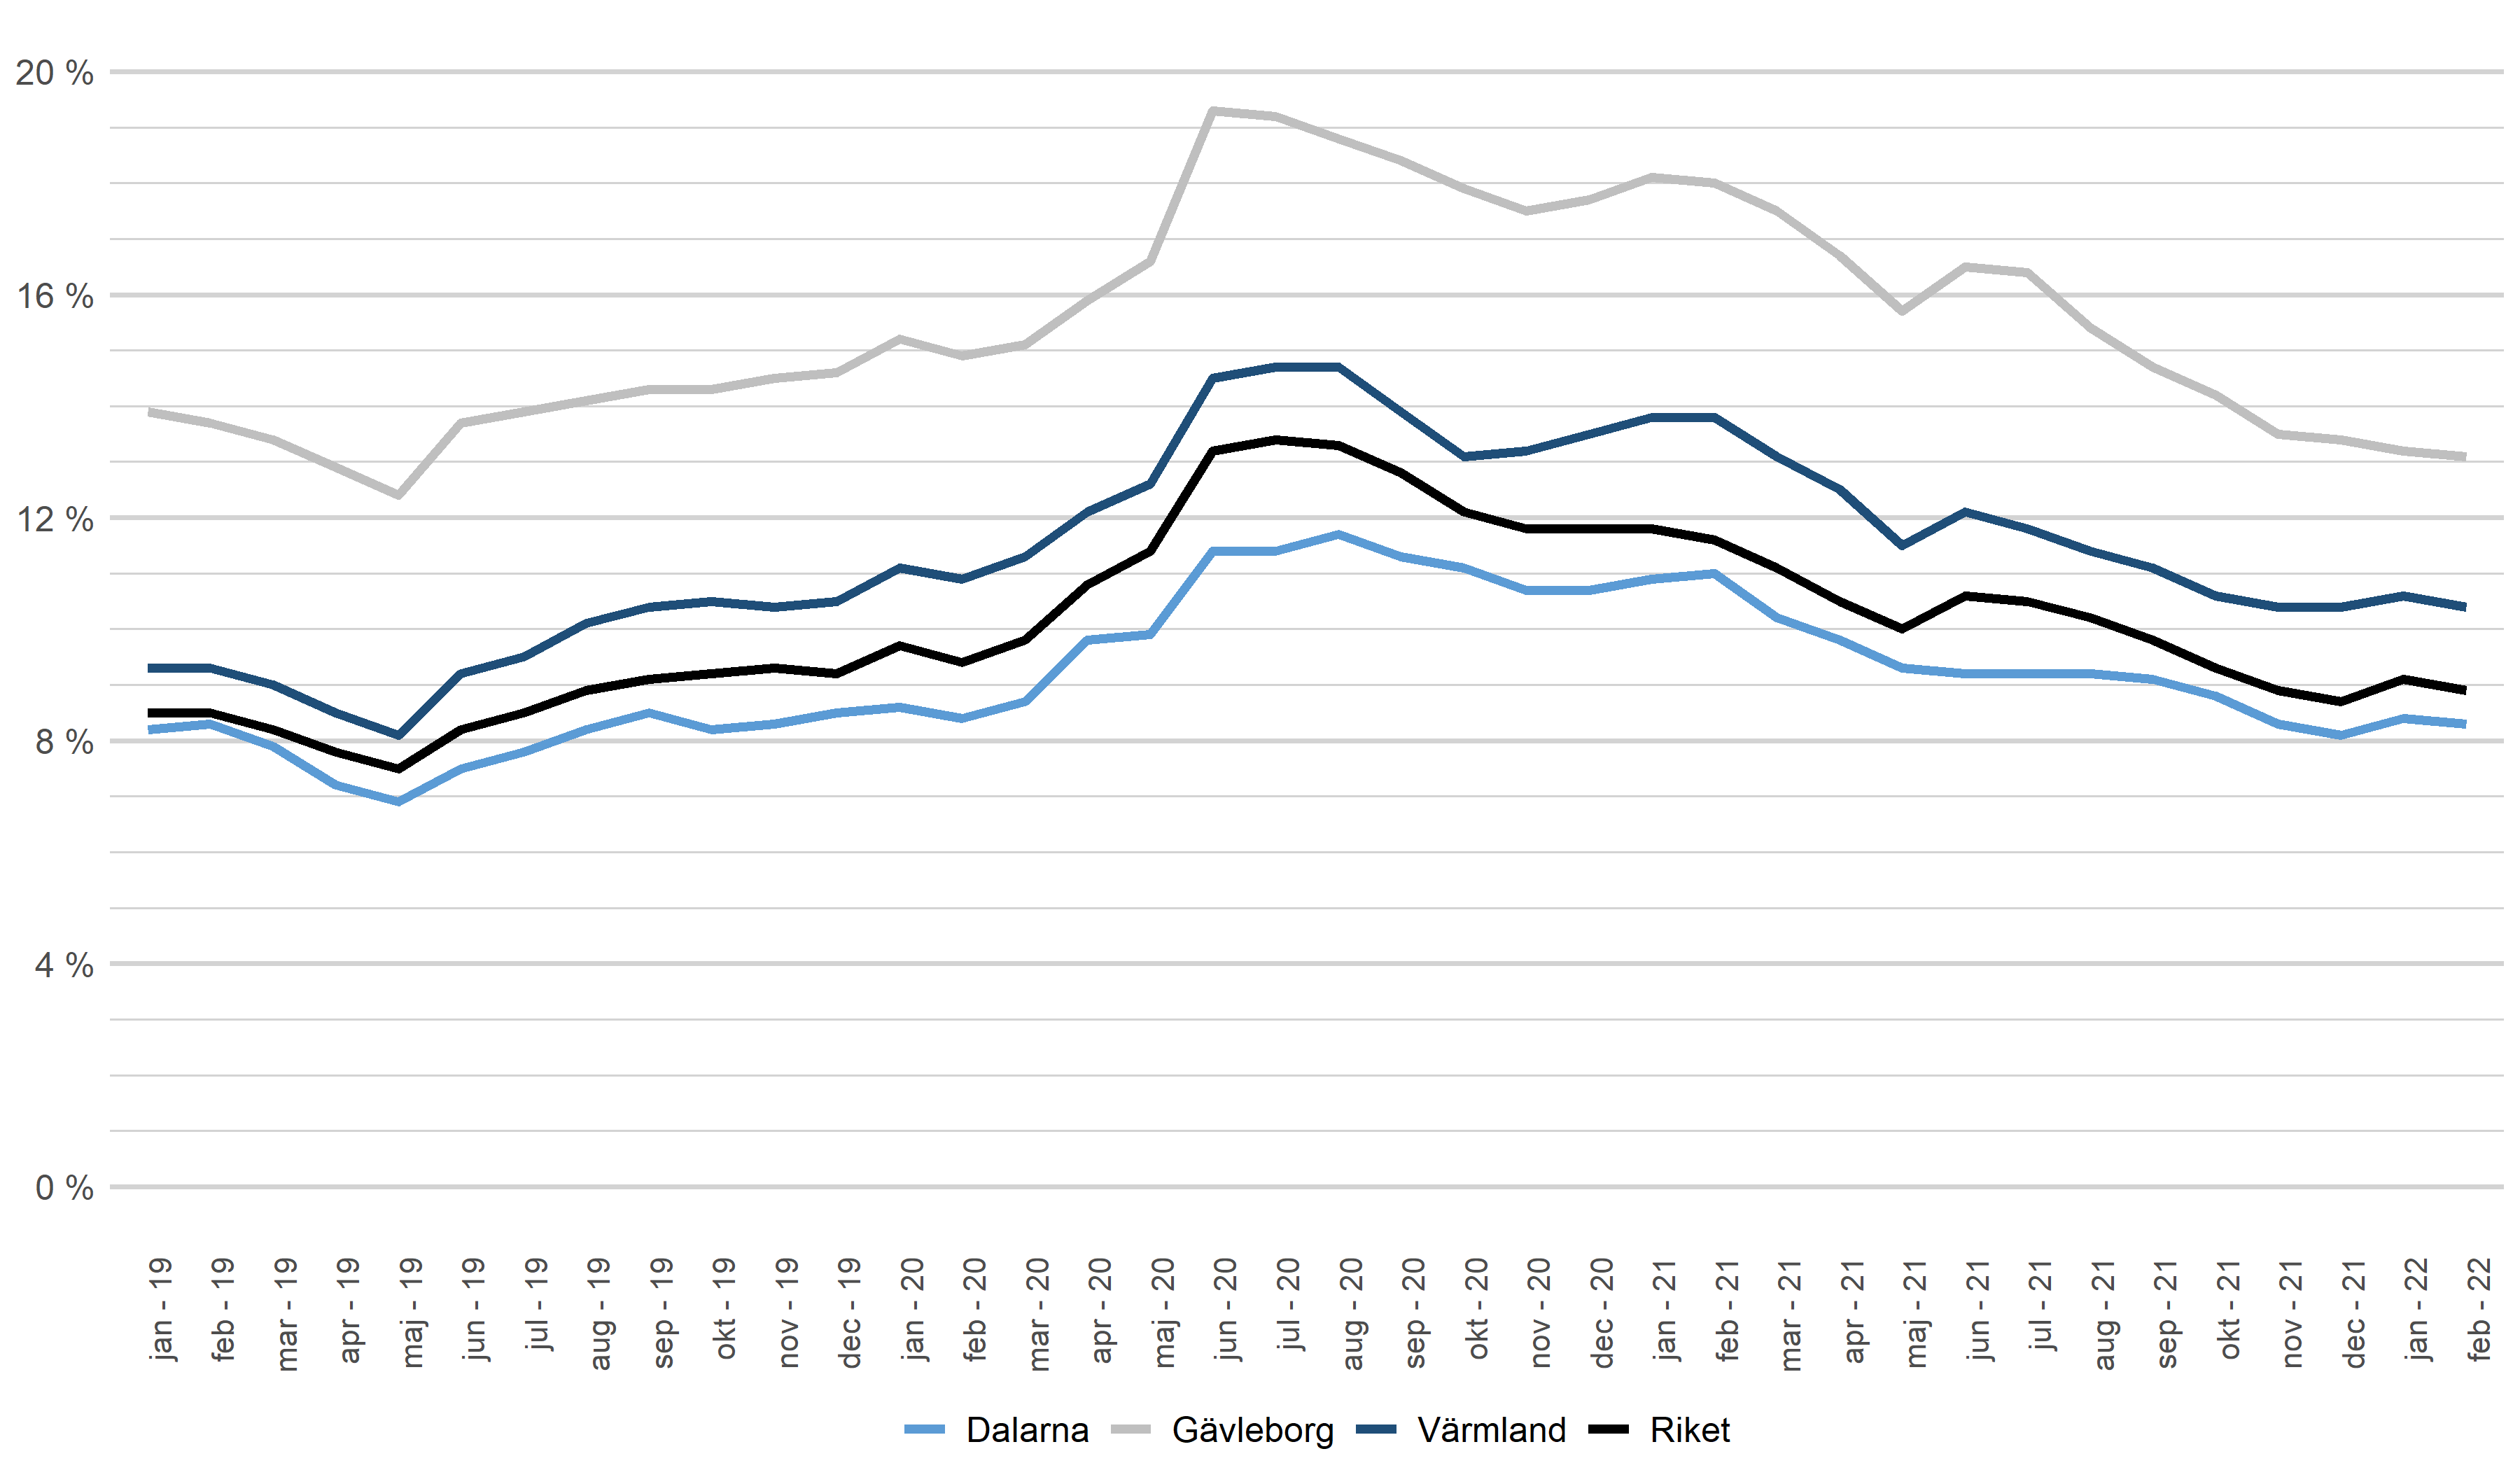 20 %
16 %
12 %
8 %
4 %
0 %
jan - 19
feb - 19
mar - 19
apr - 19
maj - 19
jun - 19
jul - 19
aug - 19
sep - 19
okt - 19
nov - 19
dec - 19
jan - 20
feb - 20
mar - 20
apr - 20
maj - 20
jun - 20
jul - 20
aug - 20
sep - 20
okt - 20
nov - 20
dec - 20
jan - 21
feb - 21
mar - 21
apr - 21
maj - 21
jun - 21
jul - 21
aug - 21
sep - 21
okt - 21
nov - 21
dec - 21
jan - 22
feb - 22
Dalarna Gävleborg Värmland Riket